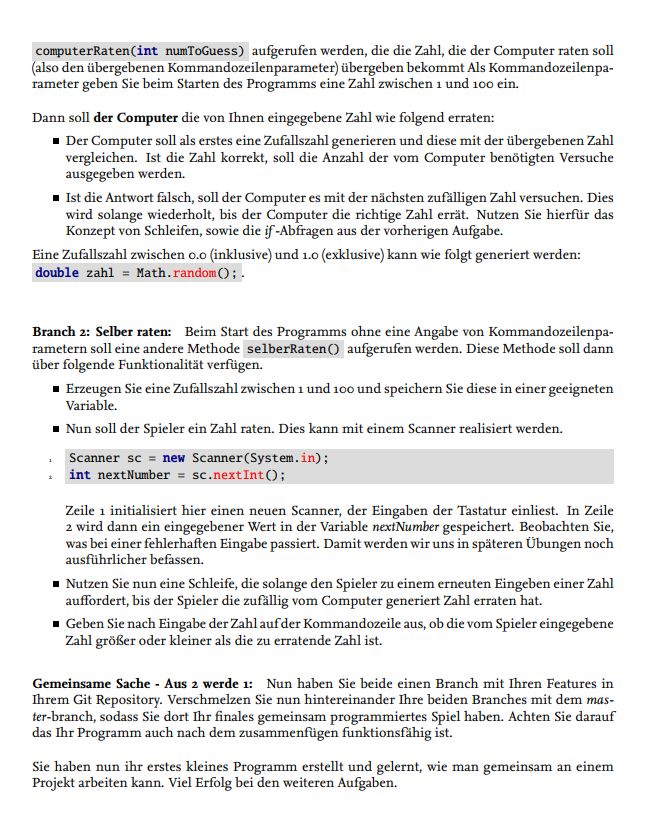 computerRaten(int numToGuess) aufgerufen werden, die die Zahl, die der Computer raten soll
(also den übergebenen Kommandozeilenparameter) übergeben bekommt Als Kommandozeilenpa-
rameter geben Sie beim Starten des Programms eine Zahl zwischen 1 und 100 ein.
Dann soll der Computer die von Ihnen eingegebene Zahl wie folgend erraten:
▪ Der Computer soll als erstes eine Zufallszahl generieren und diese mit der übergebenen Zahl
vergleichen. Ist die Zahl korrekt, soll die Anzahl der vom Computer benötigten Versuche
ausgegeben werden.
▪ Ist die Antwort falsch, soll der Computer es mit der nächsten zufälligen Zahl versuchen. Dies
wird solange wiederholt, bis der Computer die richtige Zahl errät. Nutzen Sie hierfür das
Konzept von Schleifen, sowie die if-Abfragen aus der vorherigen Aufgabe.
Eine Zufallszahl zwischen 0.0 (inklusive) und 1.0 (exklusive) kann wie folgt generiert werden:
double zahl = Math.random();.
Branch 2: Selber raten: Beim Start des Programms ohne eine Angabe von Kommandozeilenpa-
rametern soll eine andere Methode selberRaten() aufgerufen werden. Diese Methode soll dann
über folgende Funktionalität verfügen.
▪ Erzeugen Sie eine Zufallszahl zwischen 1 und 100 und speichern Sie diese in einer geeigneten
Variable.
▪ Nun soll der Spieler ein Zahl raten. Dies kann mit einem Scanner realisiert werden.
1 Scanner sc = new Scanner(System.in);
2 int nextNumber = sc.nextInt();
Zeile 1 initialisiert hier einen neuen Scanner, der Eingaben der Tastatur einliest. In Zeile
2 wird dann ein eingegebener Wert in der Variable nextNumber gespeichert. Beobachten Sie,
was bei einer fehlerhaften Eingabe passiert. Damit werden wir uns in späteren Übungen noch
ausführlicher befassen.
▪ Nutzen Sie nun eine Schleife, die solange den Spieler zu einem erneuten Eingeben einer Zahl
auffordert, bis der Spieler die zufällig vom Computer generiert Zahl erraten hat.
▪ Geben Sie nach Eingabe der Zahl auf der Kommandozeile aus, ob die vom Spieler eingegebene
Zahl größer oder kleiner als die zu erratende Zahl ist.
Gemeinsame Sache - Aus 2 werde 1: Nun haben Sie beide einen Branch mit Ihren Features in
Ihrem Git Repository. Verschmelzen Sie nun hintereinander Ihre beiden Branches mit dem mas-
ter-branch, sodass Sie dort Ihr finales gemeinsam programmiertes Spiel haben. Achten Sie darauf
das Ihr Programm auch nach dem zusammenfügen funktionsfähig ist.
Sie haben nun ihr erstes kleines Programm erstellt und gelernt, wie man gemeinsam an einem
Projekt arbeiten kann. Viel Erfolg bei den weiteren Aufgaben.